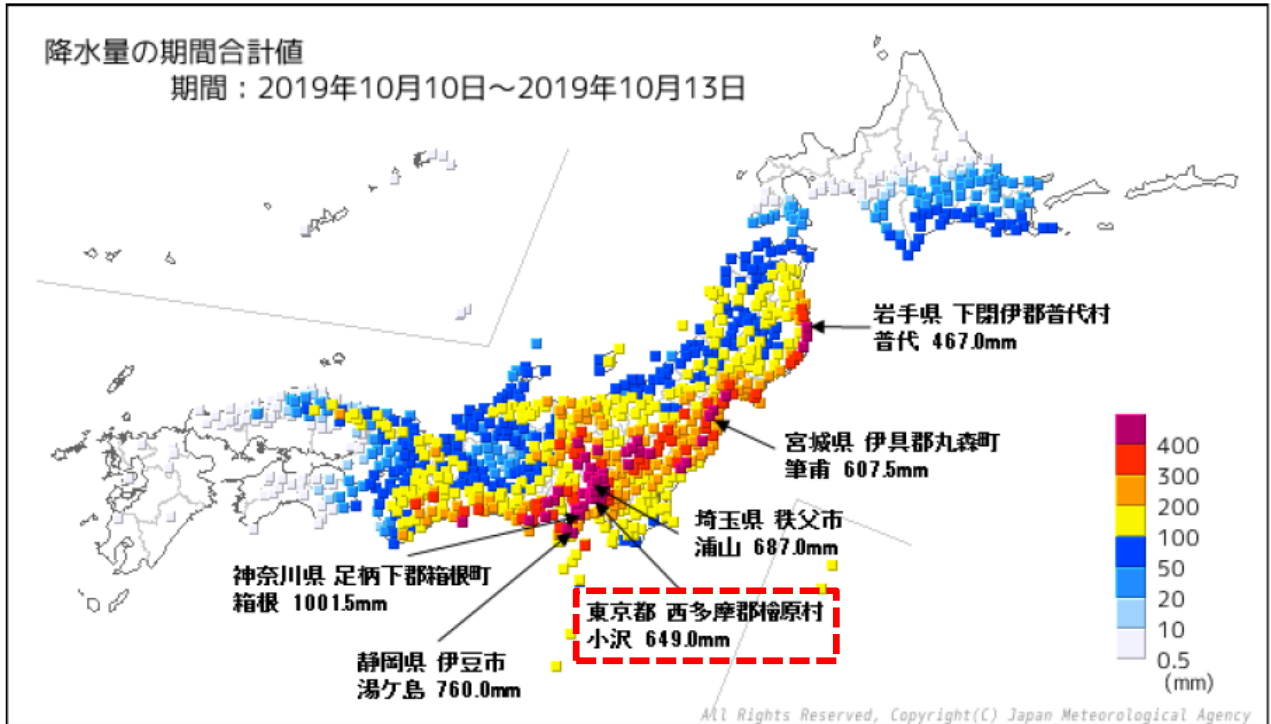 降水量の期間合計値
期間：2019年10月10日～2019年10月13日
岩手県 下閉伊郡普代村
普代 467.0mm
宮城県 伊具郡丸森町
筆甫 607.5mm
埼玉県 秩父市
浦山 687.0mm
神奈川県 足柄下郡箱根町
箱根 1001.5mm
東京都 西多摩郡檜原村
小沢 649.0mm
静岡県 伊豆市
湯ケ島 760.0mm
400
300
200
100
50
20
10
0.5
(mm)
All Rights Reserved, Copyright(C) Japan Meteorological Agency